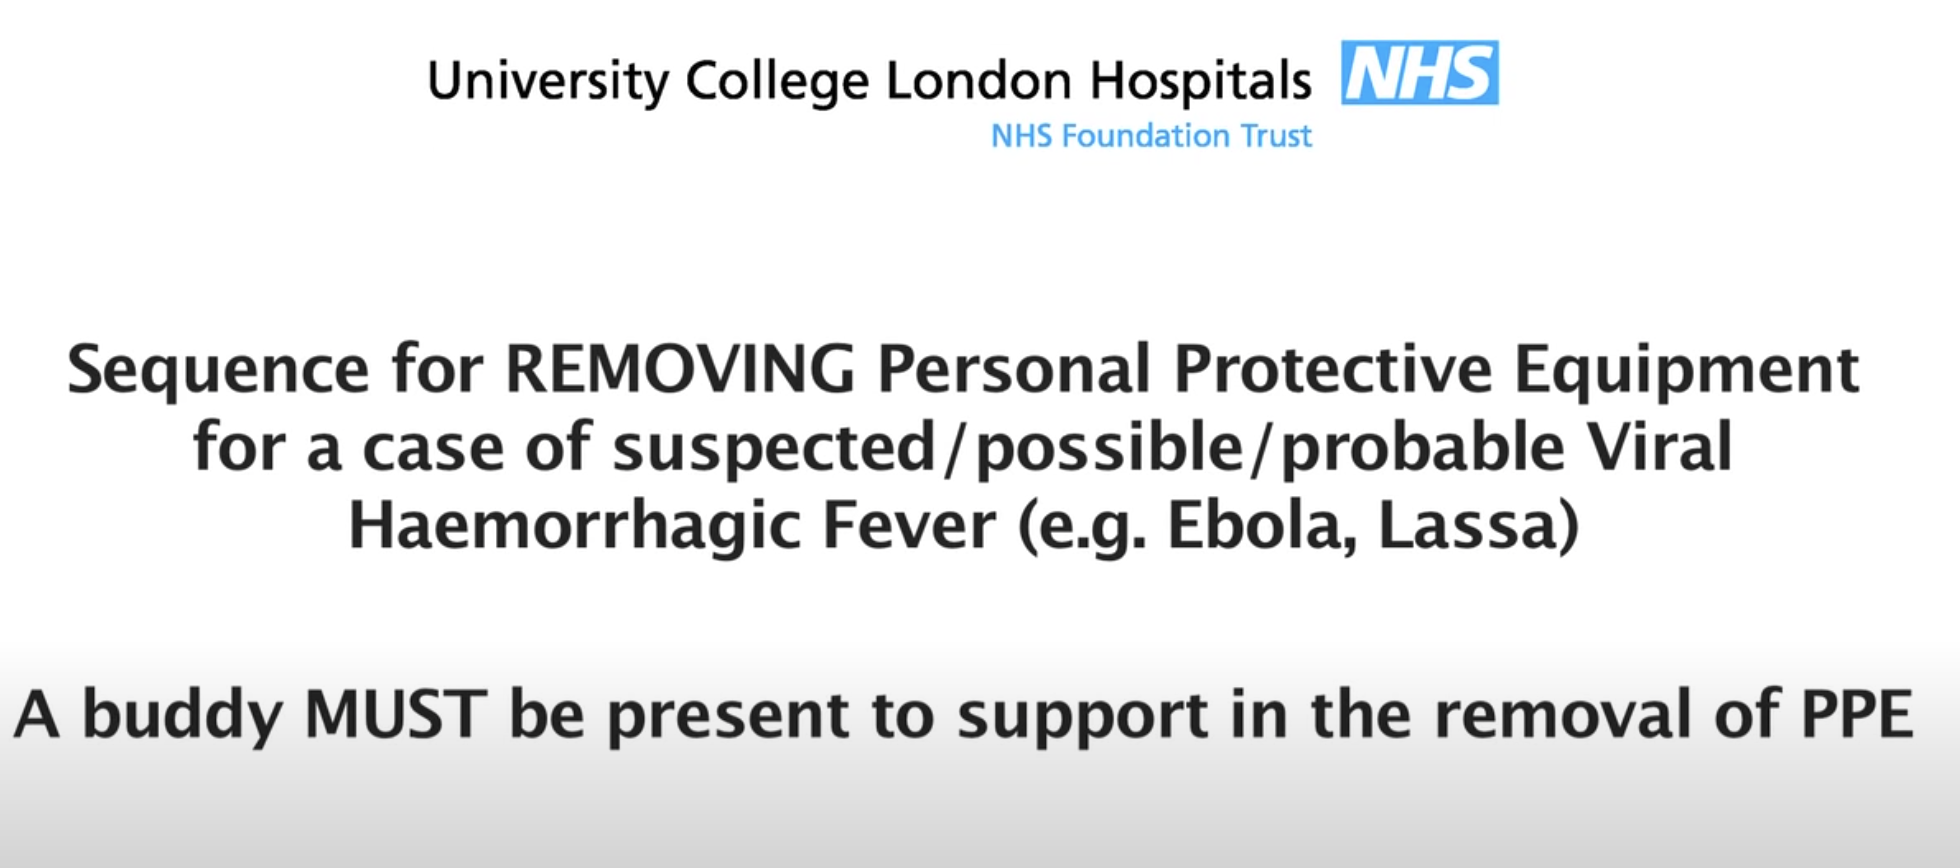 University College London Hospitals NHS
NHS Foundation Trust
Sequence for REMOVING Personal Protective Equipment
for a case of suspected/possible/probable Viral
Haemorrhagic Fever (e.g. Ebola, Lassa)
A buddy MUST be present to support in the removal of PPE